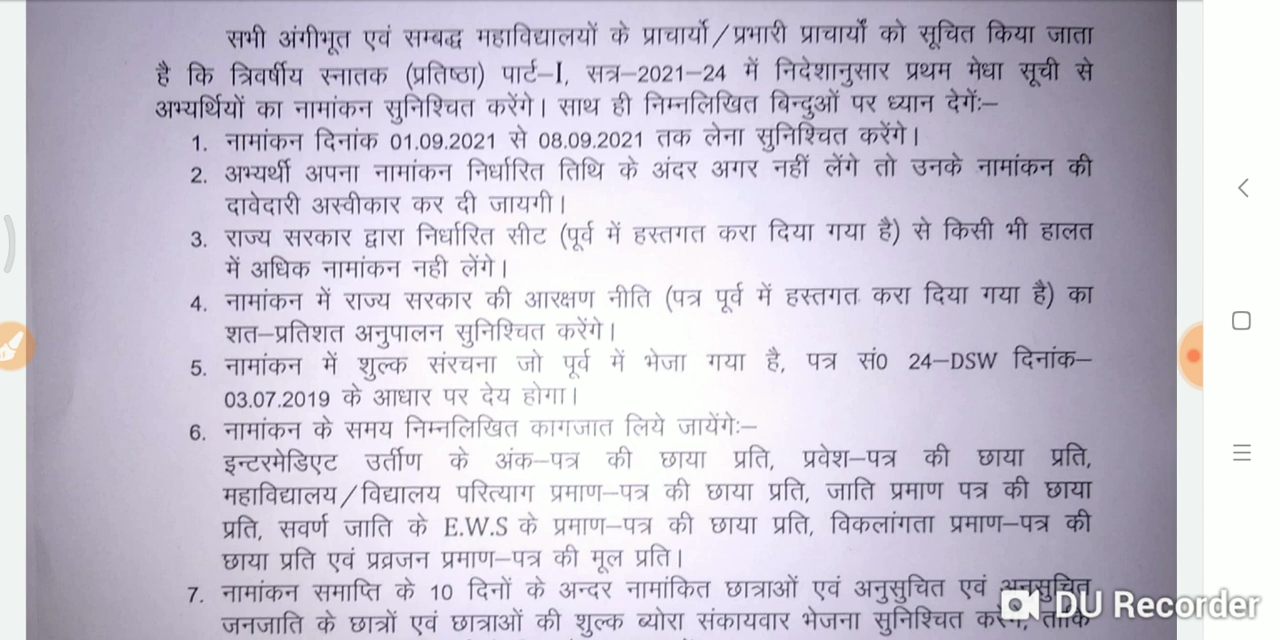 सभी अंगीभूत एवं सम्बद्ध महाविद्यालयों के प्राचार्यो/प्रभारी प्राचार्यों को सूचित किया जाता
है कि त्रिवर्षीय स्नातक (प्रतिष्ठा) पार्ट–I, सत्र–2021–24 में निदेशानुसार प्रथम मेधा सूची से
अभ्यर्थियों का नामांकन सुनिश्चित करेंगे। साथ ही निम्नलिखित बिन्दुओं पर ध्यान देगें:–
1. नामांकन दिनांक 01.09.2021 से 08.09.2021 तक लेना सुनिश्चित करेंगे।
2. अभ्यर्थी अपना नामांकन निर्धारित तिथि के अंदर अगर नहीं लेंगे तो उनके नामांकन की
दावेदारी अस्वीकार कर दी जायगी।
3. राज्य सरकार द्वारा निर्धारित सीट (पूर्व में हस्तगत करा दिया गया है) से किसी भी हालत
में अधिक नामांकन नही लेंगे।
4. नामांकन में राज्य सरकार की आरक्षण नीति (पत्र पूर्व में हस्तगत करा दिया गया है) का
शत–प्रतिशत अनुपालन सुनिश्चित करेंगे।
5. नामांकन में शुल्क संरचना जो पूर्व में भेजा गया है, पत्र सं0 24–DSW दिनांक–
03.07.2019 के आधार पर देय होगा।
6. नामांकन के समय निम्नलिखित कागजात लिये जायेंगे:–
इन्टरमेडिएट उर्तीण के अंक–पत्र की छाया प्रति, प्रवेश–पत्र की छाया प्रति,
महाविद्यालय/विद्यालय परित्याग प्रमाण–पत्र की छाया प्रति, जाति प्रमाण पत्र की छाया
प्रति, सवर्ण जाति के E.W.S के प्रमाण–पत्र की छाया प्रति, विकलांगता प्रमाण–पत्र की
छाया प्रति एवं प्रव्रजन प्रमाण–पत्र की मूल प्रति।
7. नामांकन समाप्ति के 10 दिनों के अन्दर नामांकित छात्राओं एवं अनुसुचित एवं अनुसुचित
जनजाति के छात्रों एवं छात्राओं की शुल्क ब्योरा संकायवार भेजना सुनिश्चित करेंगे, ताकि
DU Recorder